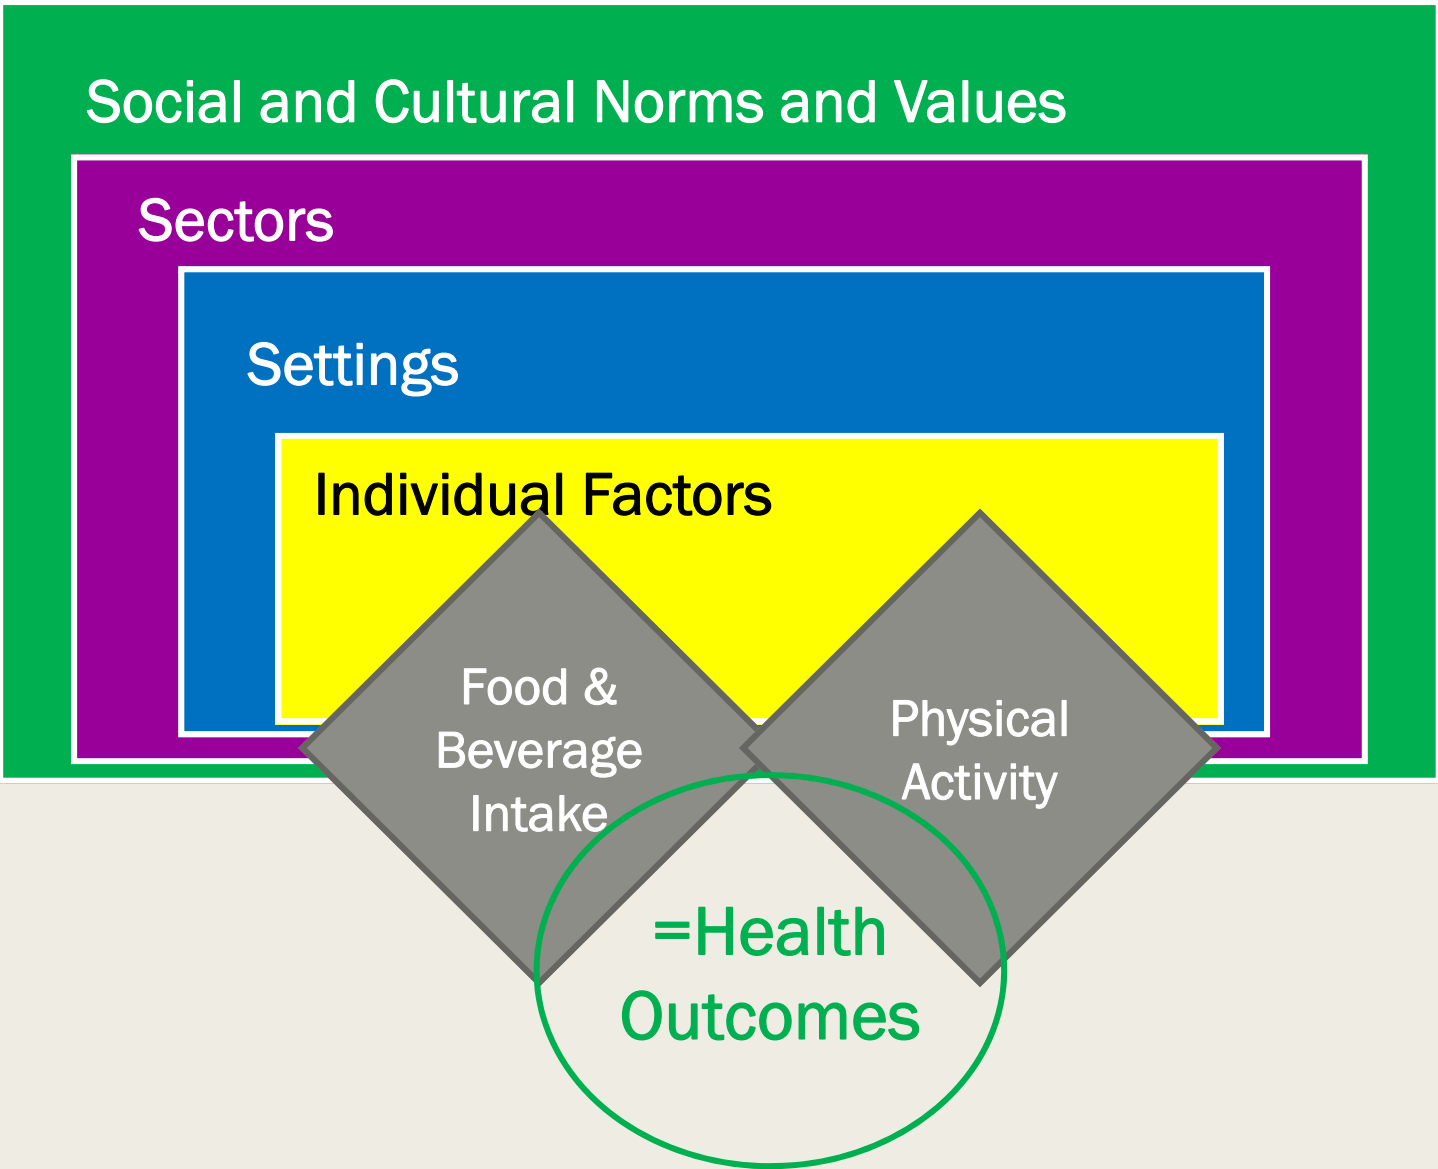 Social and Cultural Norms and Values
Sectors
Settings
Individual Factors
Food &
Beverage
Intake
Physical
Activity
=Health
Outcomes